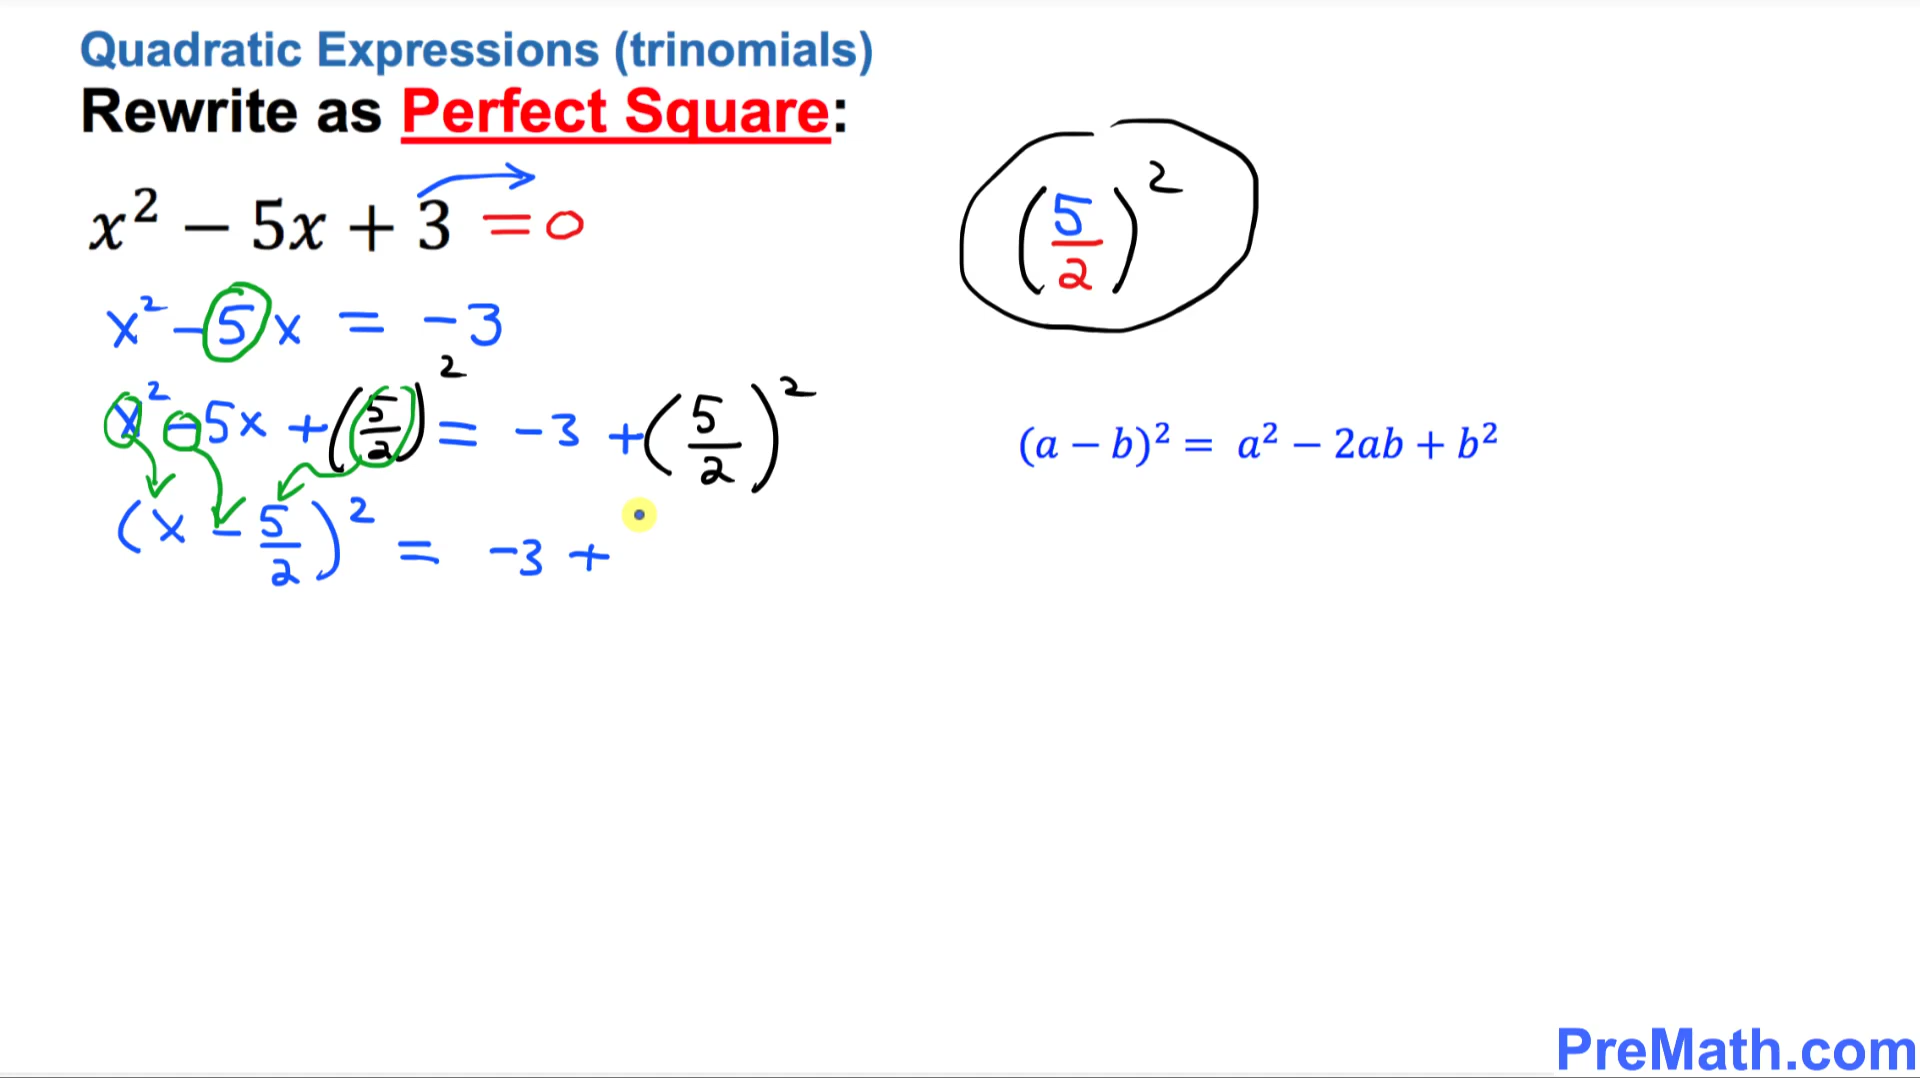 Quadratic Expressions (trinomials)
Rewrite as Perfect Square:
x² − 5x + 3 = 0
x² − 5x = −3
x² − 5x + (5/2)² = −3 + (5/2)²
(x − 5/2)² = −3 +
(5/2)²
(a − b)² = a² − 2ab + b²
PreMath.com